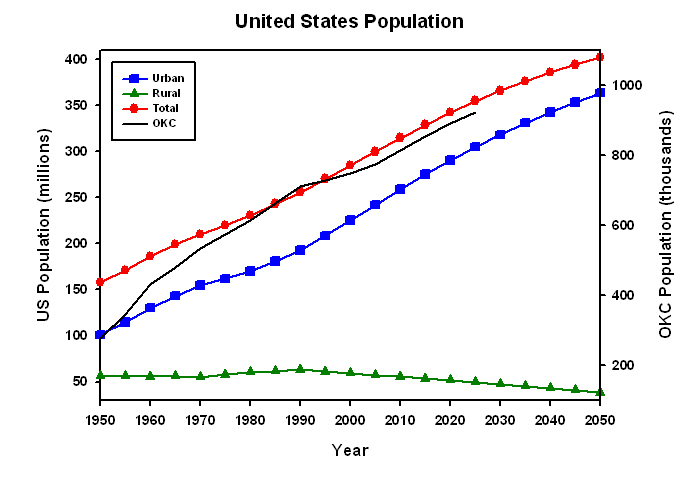 United States Population
Urban
Rural
Total
OKC
400
350
300
250
200
150
100
50
1000
800
600
400
200
US Population (millions)
OKC Population (thousands)
1950 1960 1970 1980 1990 2000 2010 2020 2030 2040 2050
Year